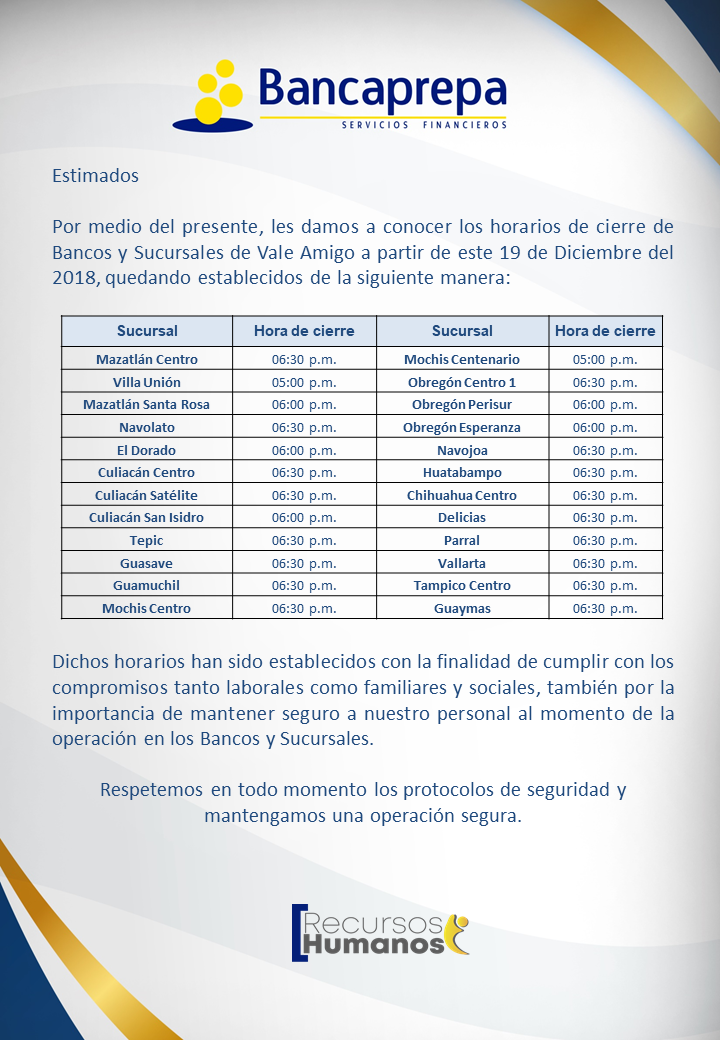 Bancaprepa
SERVICIOS FINANCIEROS
Estimados
Por medio del presente, les damos a conocer los horarios de cierre de
Bancos y Sucursales de Vale Amigo a partir de este 19 de Diciembre del
2018, quedando establecidos de la siguiente manera:
Sucursal Hora de cierre Sucursal Hora de cierre
Mazatlán Centro 06:30 p.m. Mochis Centenario 05:00 p.m.
Villa Unión 05:00 p.m. Obregón Centro 1 06:30 p.m.
Mazatlán Santa Rosa 06:00 p.m. Obregón Perisur 06:00 p.m.
Navolato 06:30 p.m. Obregón Esperanza 06:00 p.m.
El Dorado 06:00 p.m. Navojoa 06:30 p.m.
Culiacán Centro 06:30 p.m. Huatabampo 06:30 p.m.
Culiacán Satélite 06:30 p.m. Chihuahua Centro 06:30 p.m.
Culiacán San Isidro 06:00 p.m. Delicias 06:30 p.m.
Tepic 06:30 p.m. Parral 06:30 p.m.
Guasave 06:30 p.m. Vallarta 06:30 p.m.
Guamuchil 06:30 p.m. Tampico Centro 06:30 p.m.
Mochis Centro 06:30 p.m. Guaymas 06:30 p.m.
Dichos horarios han sido establecidos con la finalidad de cumplir con los
compromisos tanto laborales como familiares y sociales, también por la
importancia de mantener seguro a nuestro personal al momento de la
operación en los Bancos y Sucursales.
Respetemos en todo momento los protocolos de seguridad y
mantengamos una operación segura.
Recursos
Humanos